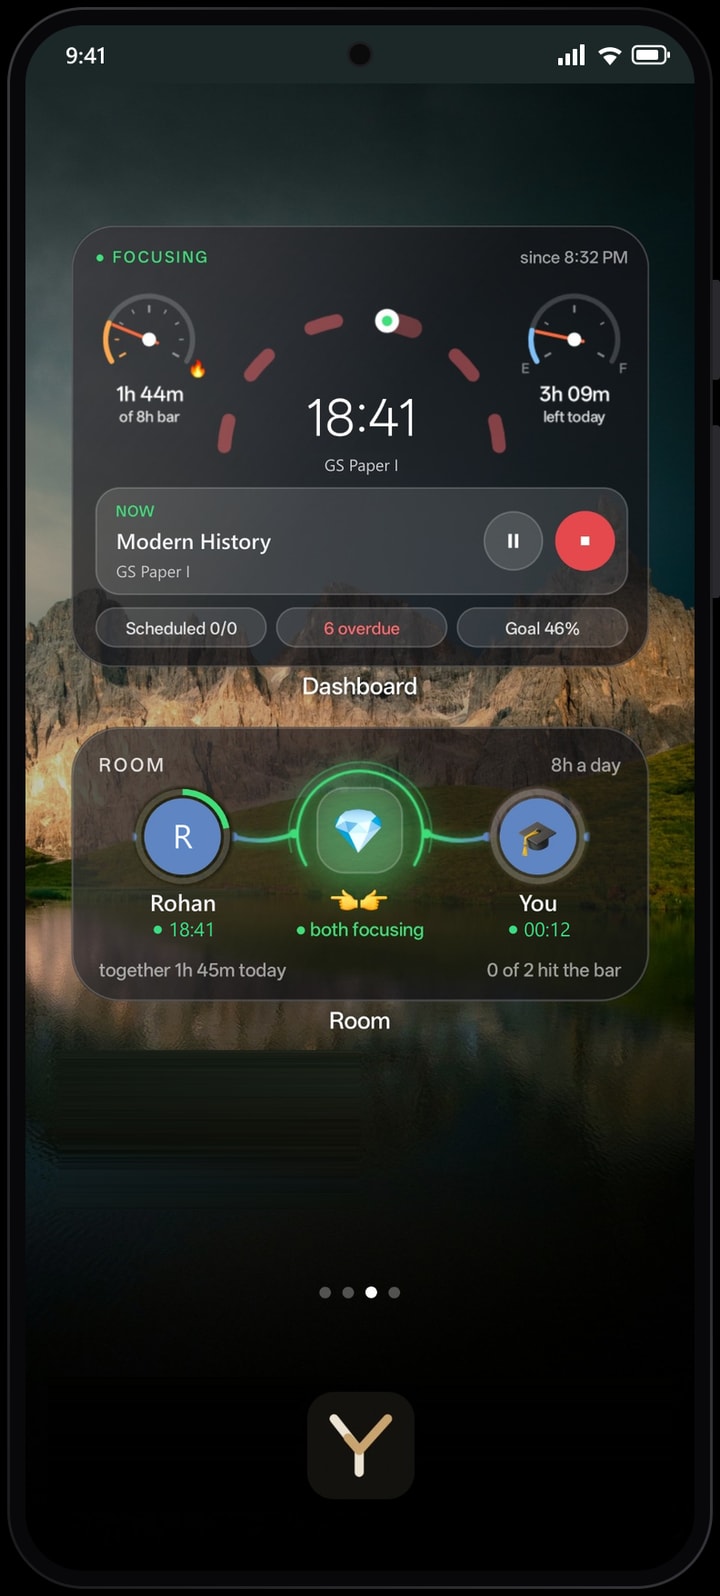 9:41
FOCUSING
since 8:32 PM
E F
1h 44m
of 8h bar
3h 09m
left today
18:41
GS Paper I
NOW
Modern History
GS Paper I
Scheduled 0/0
6 overdue
Goal 46%
Dashboard
ROOM
8h a day
R
Rohan
You
18:41
both focusing
00:12
together 1h 45m today
0 of 2 hit the bar
Room
Y